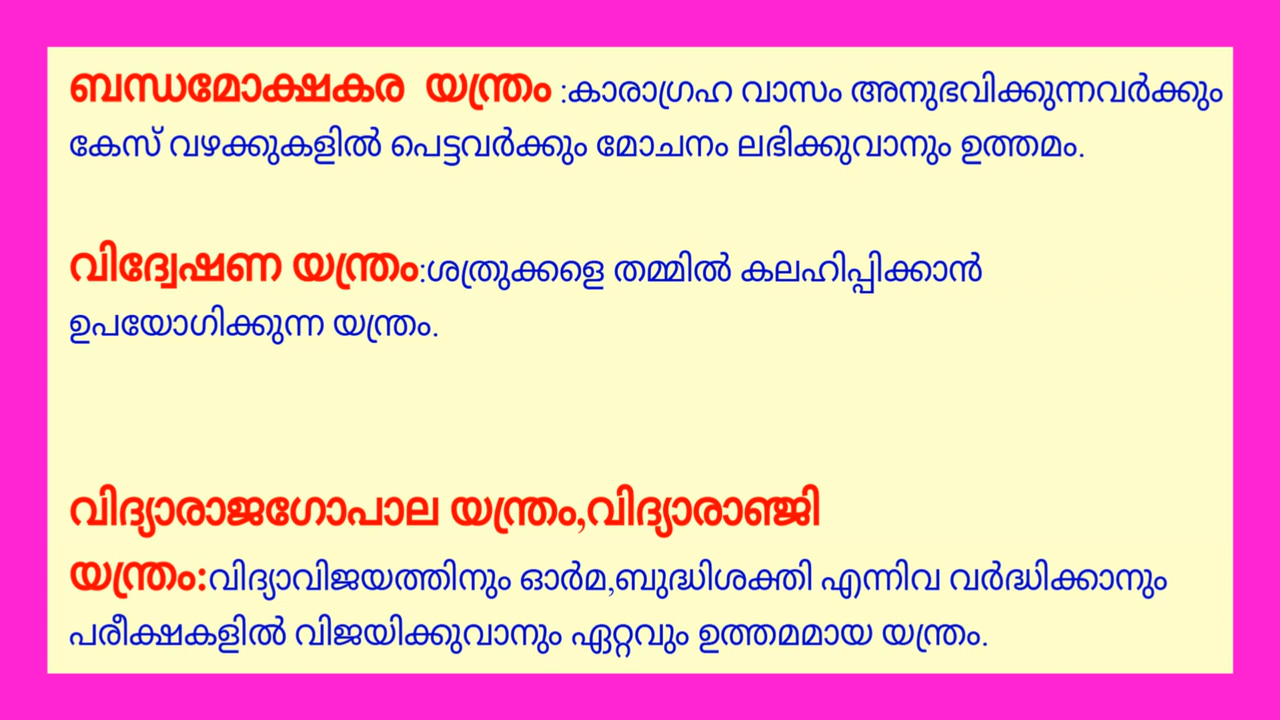 ബന്ധമോക്ഷകര യന്ത്രം :കാരാഗ്രഹ വാസം അനുഭവിക്കുന്നവർക്കും
കേസ് വഴക്കുകളിൽ പെട്ടവർക്കും മോചനം ലഭിക്കുവാനും ഉത്തമം.
വിദ്വേഷണ യന്ത്രം:ശത്രുക്കളെ തമ്മിൽ കലഹിപ്പിക്കാൻ
ഉപയോഗിക്കുന്ന യന്ത്രം.
വിദ്യാരാജഗോപാല യന്ത്രം,വിദ്യാരാഞ്ജി
യന്ത്രം:വിദ്യാവിജയത്തിനും ഓർമ,ബുദ്ധിശക്തി എന്നിവ വർദ്ധിക്കാനും
പരീക്ഷകളിൽ വിജയിക്കുവാനും ഏറ്റവും ഉത്തമമായ യന്ത്രം.